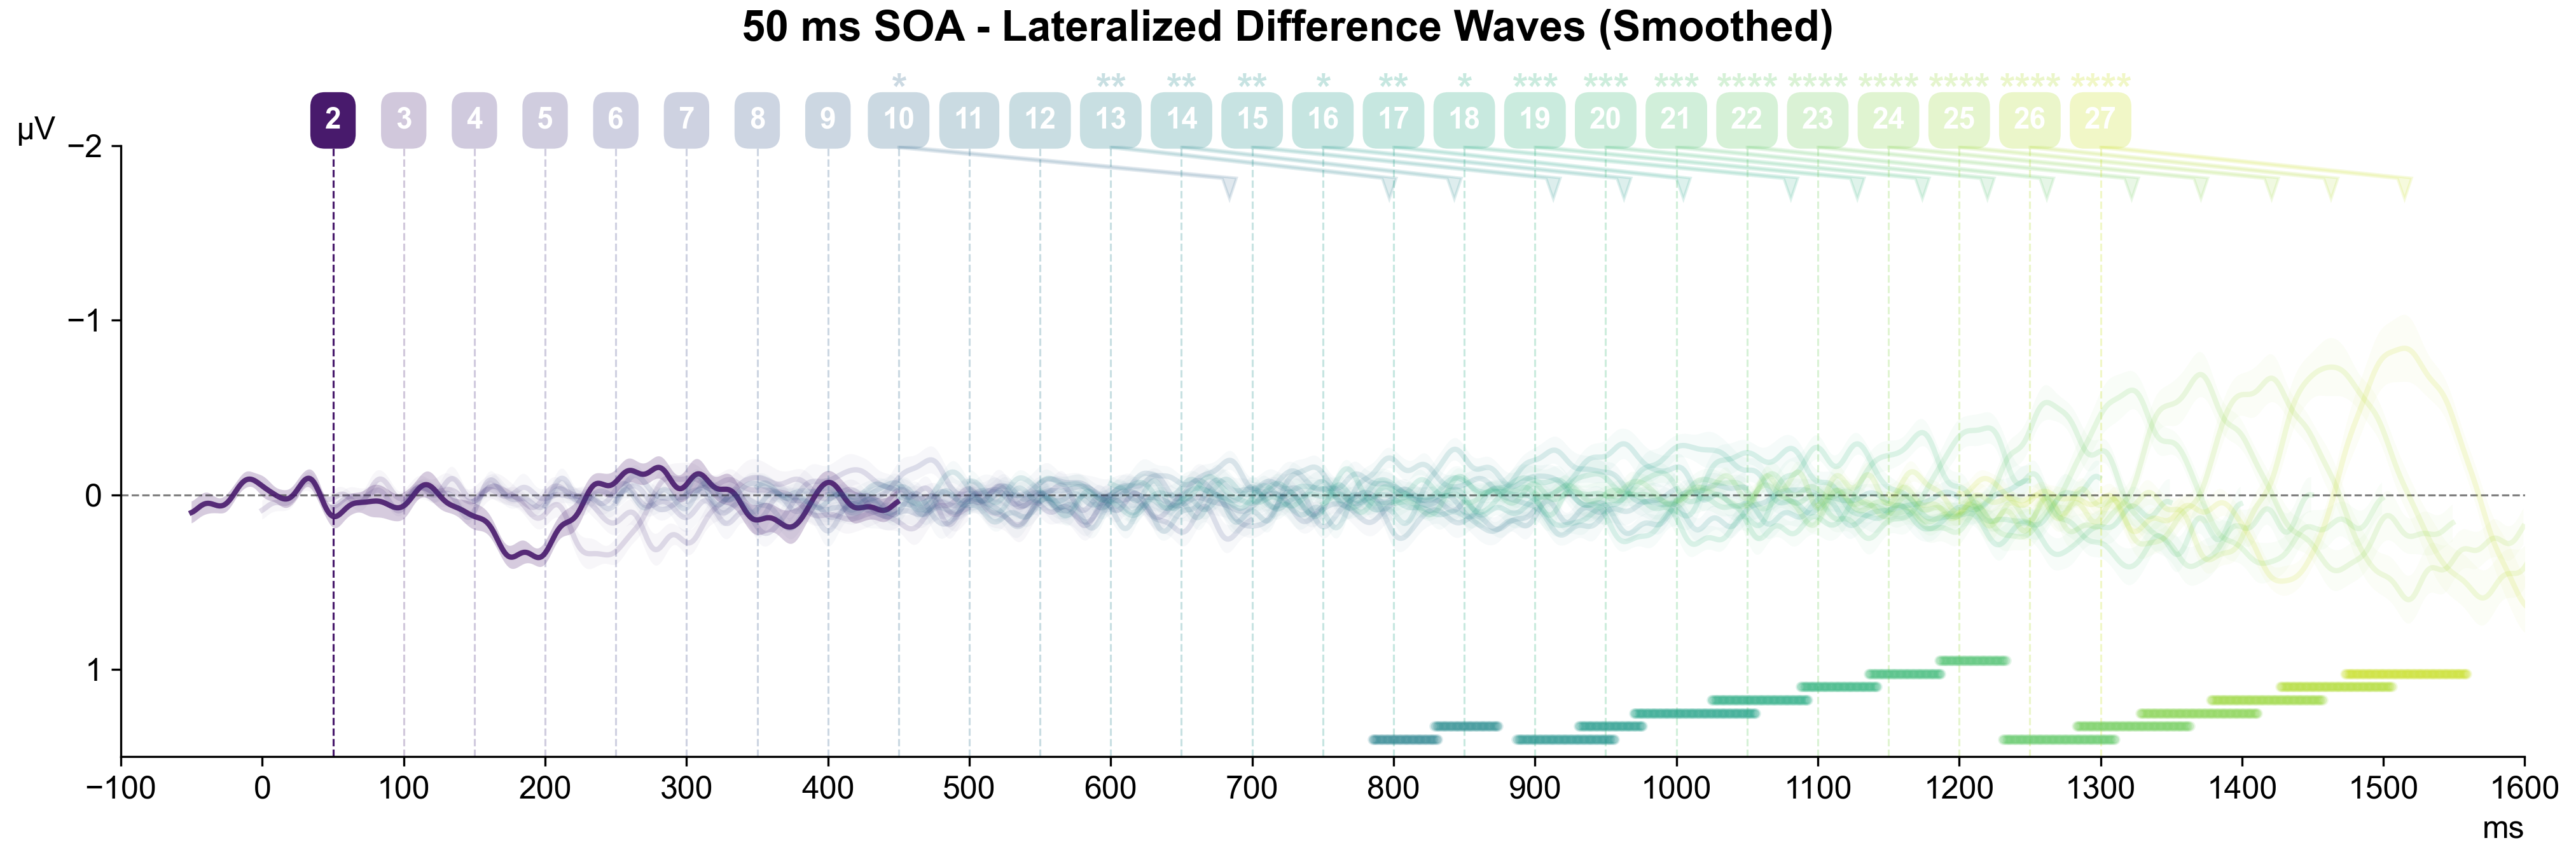 50 ms SOA - Lateralized Difference Waves (Smoothed)
* ** ** ** * ** * *** *** *** **** **** **** **** **** ****
2 3 4 5 6 7 8 9 10 11 12 13 14 15 16 17 18 19 20 21 22 23 24 25 26 27
µV
−2
−1
0
1
−100 0 100 200 300 400 500 600 700 800 900 1000 1100 1200 1300 1400 1500 1600
ms